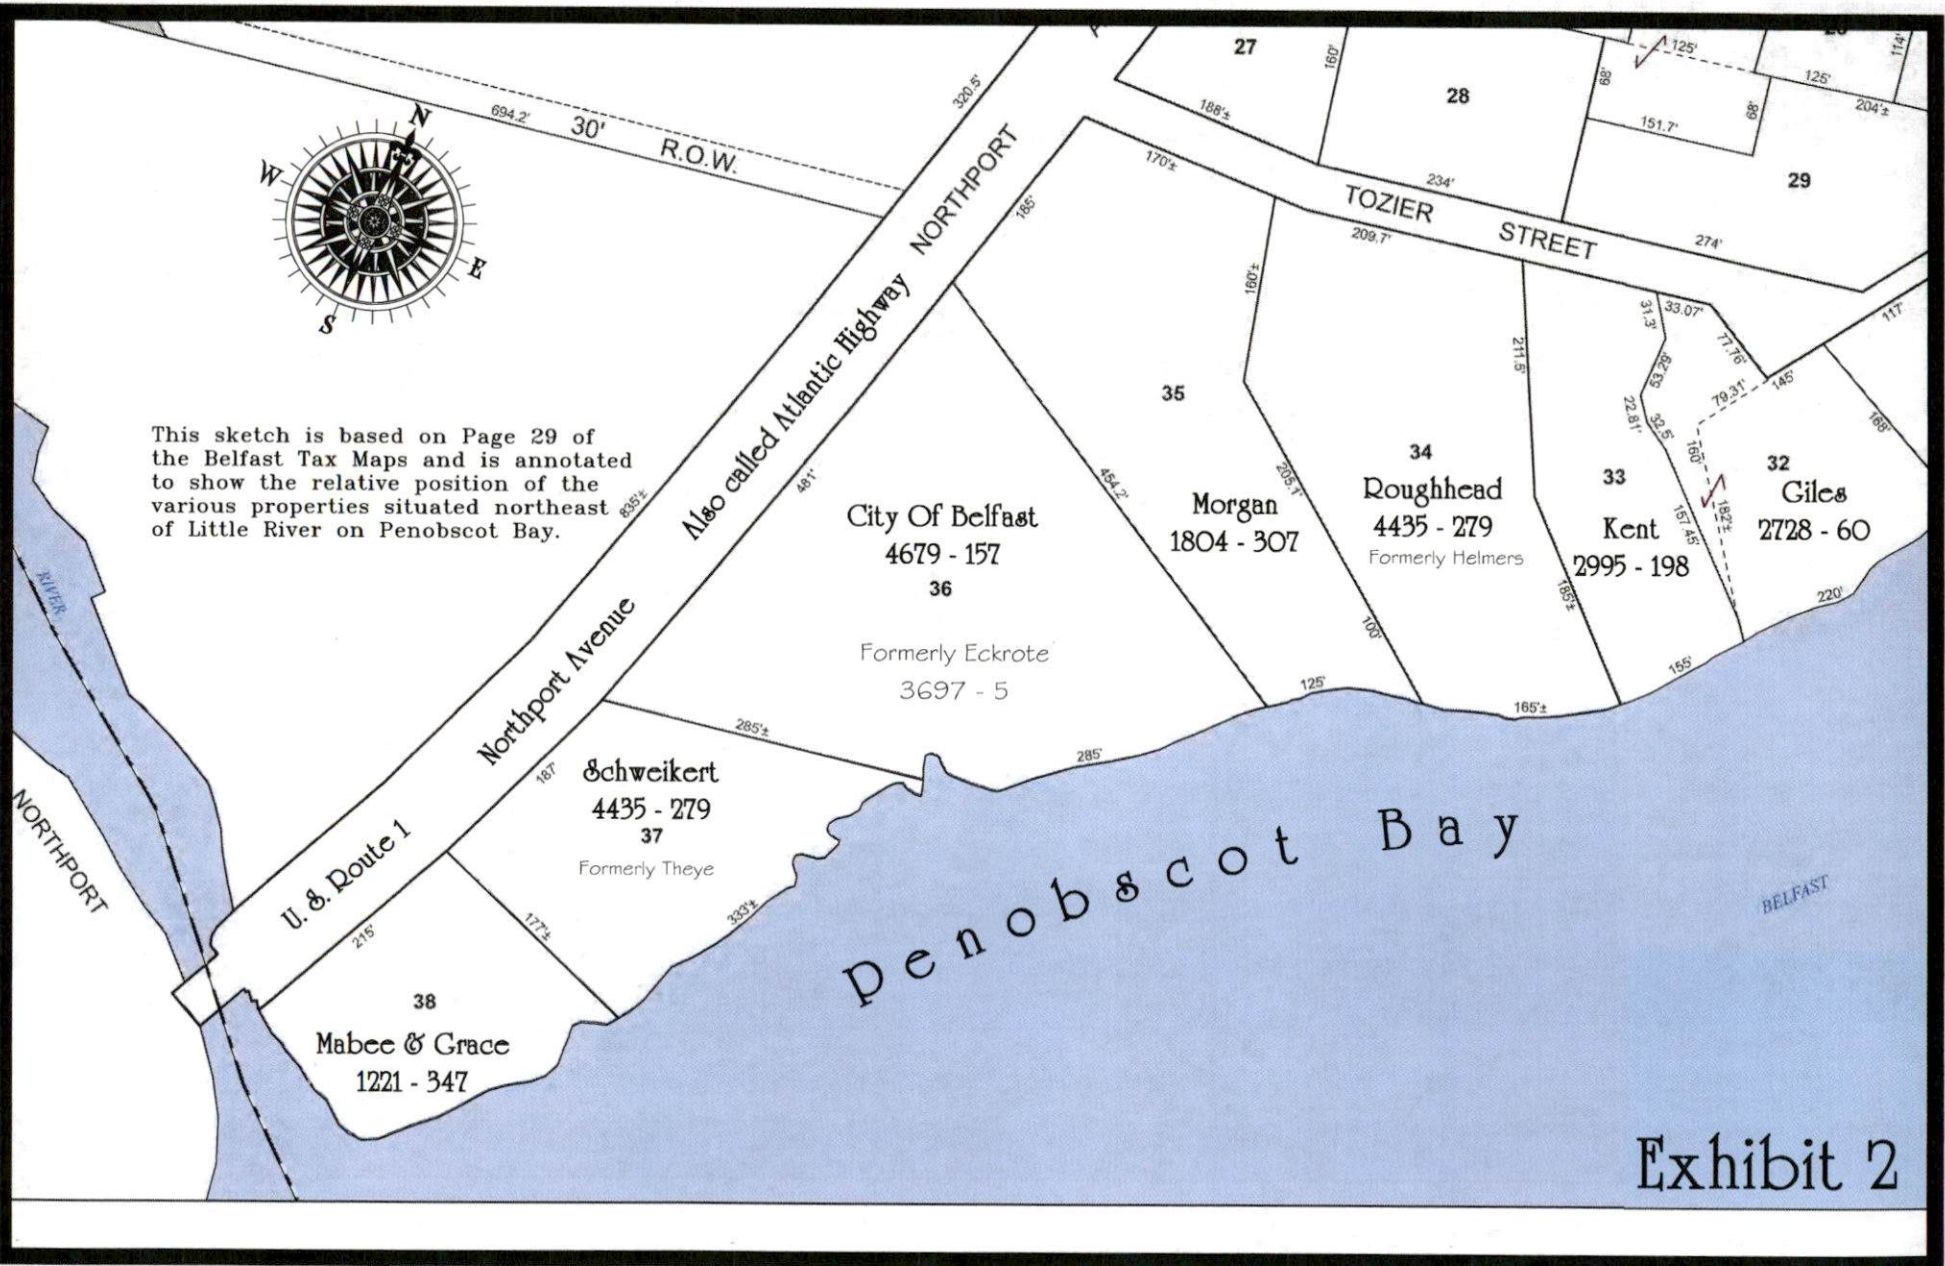 27
160'
28
68'
125'
125'
114'
204'±
68'
151.7'
29
188'±
320.5'
694.2'
30'
R.O.W.
N
W
E
S
NORTHPORT
185'
170'±
234'
TOZIER
STREET
209.7'
274'
117'
160'±
31.3'
33.07'
77.76'
211.5'
53.29'
79.31'
145'
22.81'
32.5'
168'
35
34
33
32
This sketch is based on Page 29 of
the Belfast Tax Maps and is annotated
to show the relative position of the
various properties situated northeast
of Little River on Penobscot Bay.
835'±
Also called Atlantic Highway
481'
454.2'
205.1'
160'
182'±
157.45'
City Of Belfast
4679 - 157
36
Formerly Eckrote
3697 - 5
Morgan
1804 - 307
Roughhead
4435 - 279
Formerly Helmers
Kent
2995 - 198
Giles
2728 - 60
185'±
100'
220'
155'
125'
165'±
285'
RIVER
Northport Avenue
285'±
187'
Schweikert
4435 - 279
37
Formerly Theye
NORTHPORT
U. S. Route 1
215'
177'±
333'±
Penobscot Bay
BELFAST
38
Mabee & Grace
1221 - 347
Exhibit 2